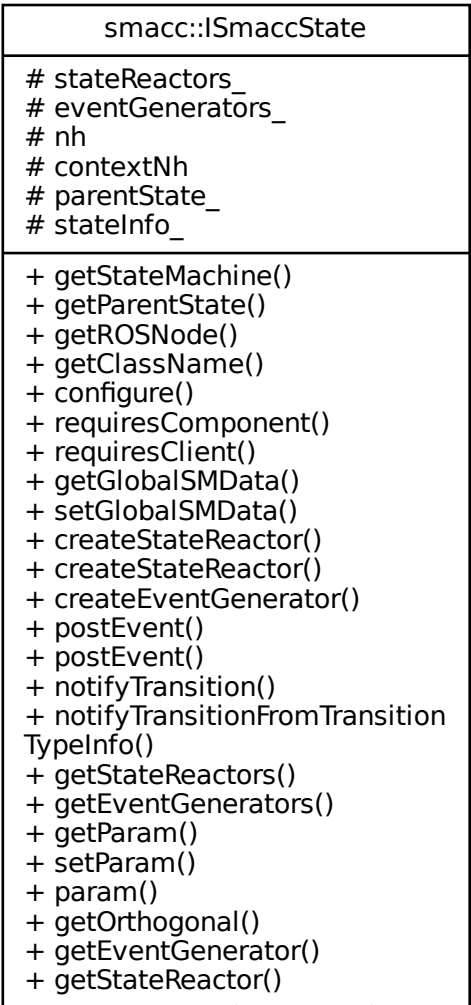 smacc::ISmaccState
# stateReactors_
# eventGenerators_
# nh
# contextNh
# parentState_
# stateInfo_
+ getStateMachine()
+ getParentState()
+ getROSNode()
+ getClassName()
+ configure()
+ requiresComponent()
+ requiresClient()
+ getGlobalSMData()
+ setGlobalSMData()
+ createStateReactor()
+ createStateReactor()
+ createEventGenerator()
+ postEvent()
+ postEvent()
+ notifyTransition()
+ notifyTransitionFromTransition
TypeInfo()
+ getStateReactors()
+ getEventGenerators()
+ getParam()
+ setParam()
+ param()
+ getOrthogonal()
+ getEventGenerator()
+ getStateReactor()